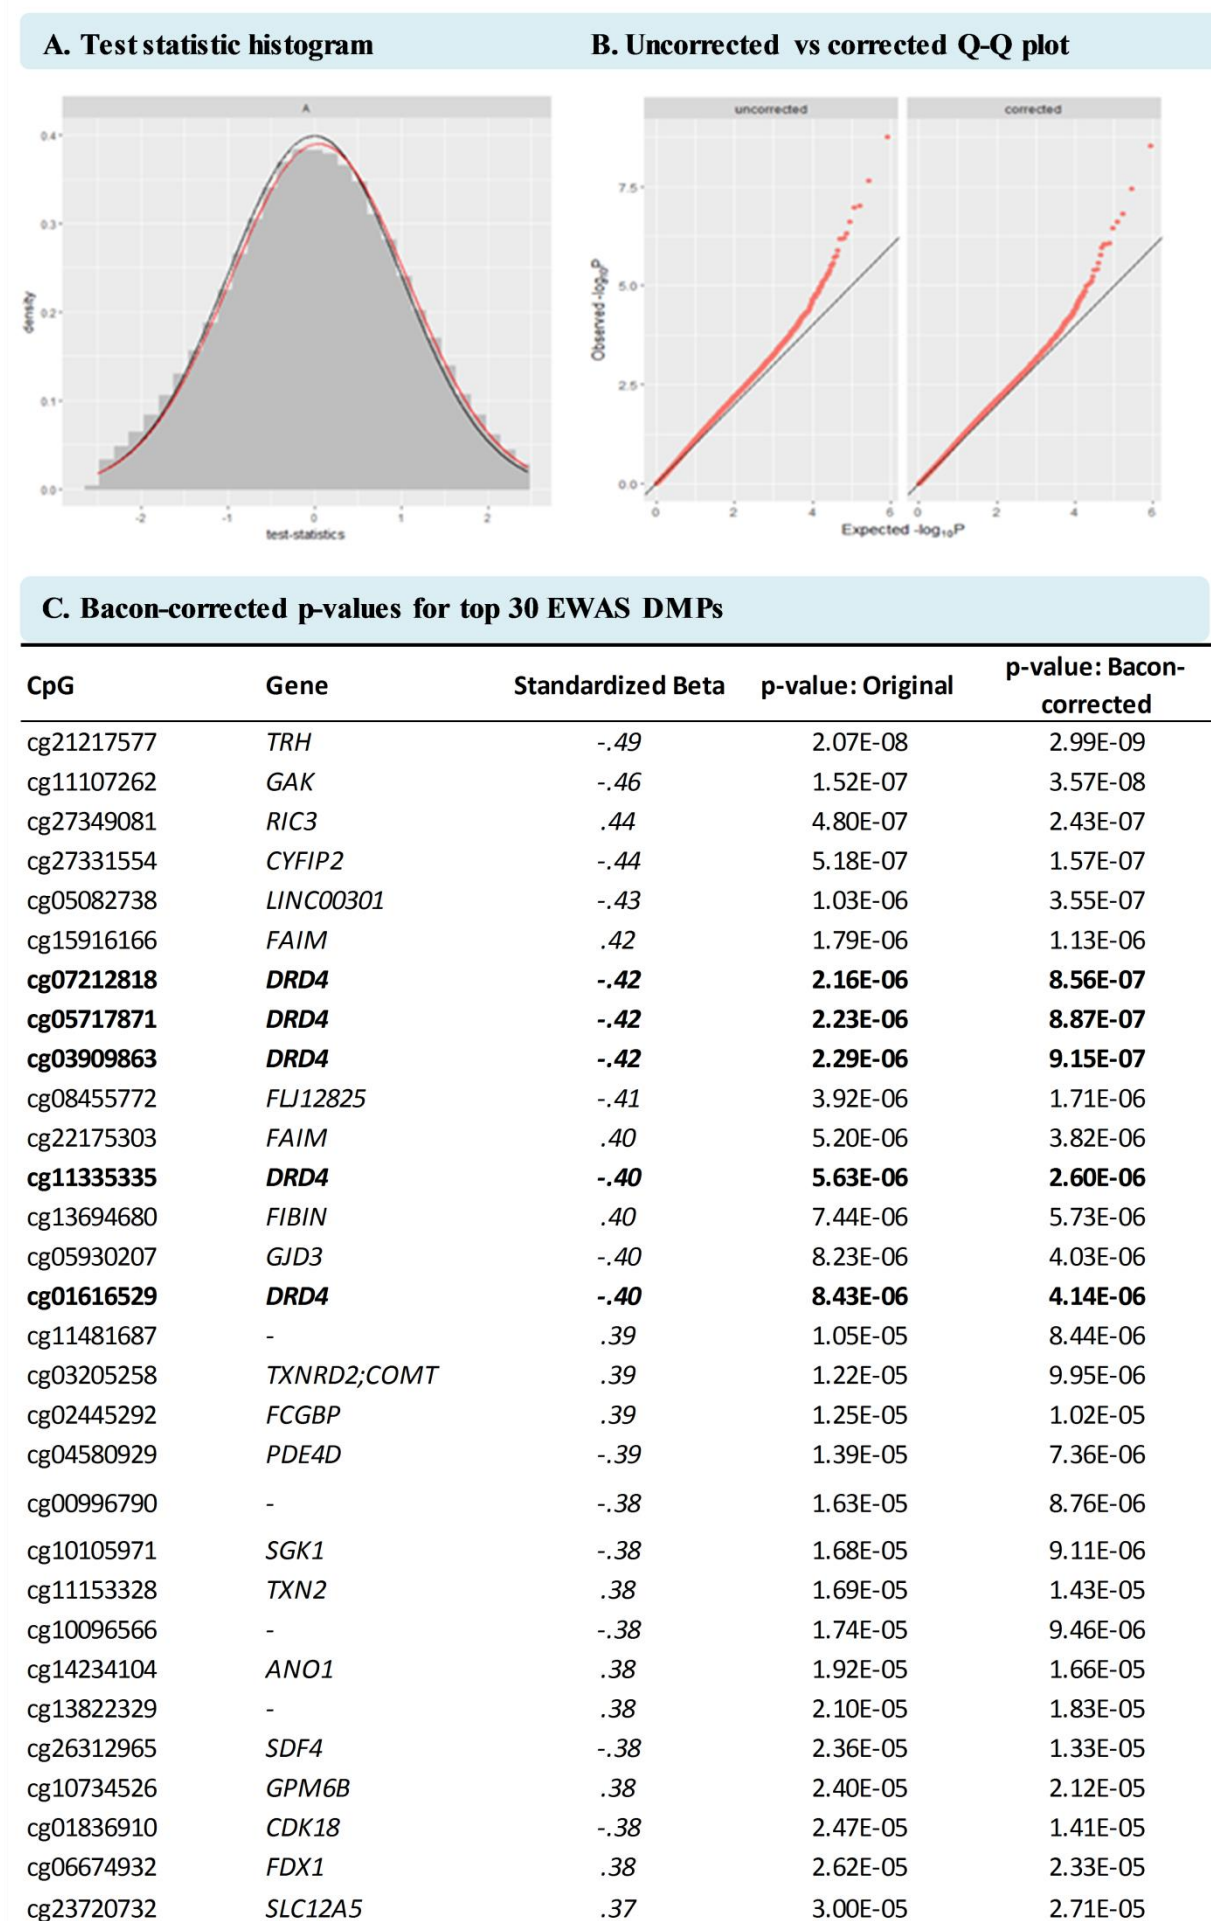 A. Test statistic histogram
B. Uncorrected vs corrected Q-Q plot
A
0.4
0.3
0.2
0.1
0.0
density
-2 -1 0 1 2
test-statistics
uncorrected corrected
7.5
5.0
2.5
0.0
Observed -log10P
0 2 4 6 0 2 4 6
Expected -log10P
C. Bacon-corrected p-values for top 30 EWAS DMPs
CpG Gene Standardized Beta p-value: Original p-value: Bacon-
corrected
cg21217577 TRH -.49 2.07E-08 2.99E-09
cg11107262 GAK -.46 1.52E-07 3.57E-08
cg27349081 RIC3 .44 4.80E-07 2.43E-07
cg27331554 CYFIP2 -.44 5.18E-07 1.57E-07
cg05082738 LINC00301 -.43 1.03E-06 3.55E-07
cg15916166 FAIM .42 1.79E-06 1.13E-06
cg07212818 DRD4 -.42 2.16E-06 8.56E-07
cg05717871 DRD4 -.42 2.23E-06 8.87E-07
cg03909863 DRD4 -.42 2.29E-06 9.15E-07
cg08455772 FLJ12825 -.41 3.92E-06 1.71E-06
cg22175303 FAIM .40 5.20E-06 3.82E-06
cg11335335 DRD4 -.40 5.63E-06 2.60E-06
cg13694680 FIBIN .40 7.44E-06 5.73E-06
cg05930207 GJD3 -.40 8.23E-06 4.03E-06
cg01616529 DRD4 -.40 8.43E-06 4.14E-06
cg11481687 - .39 1.05E-05 8.44E-06
cg03205258 TXNRD2;COMT .39 1.22E-05 9.95E-06
cg02445292 FCGBP .39 1.25E-05 1.02E-05
cg04580929 PDE4D -.39 1.39E-05 7.36E-06
cg00996790 - -.38 1.63E-05 8.76E-06
cg10105971 SGK1 -.38 1.68E-05 9.11E-06
cg11153328 TXN2 .38 1.69E-05 1.43E-05
cg10096566 - -.38 1.74E-05 9.46E-06
cg14234104 ANO1 .38 1.92E-05 1.66E-05
cg13822329 - .38 2.10E-05 1.83E-05
cg26312965 SDF4 -.38 2.36E-05 1.33E-05
cg10734526 GPM6B .38 2.40E-05 2.12E-05
cg01836910 CDK18 -.38 2.47E-05 1.41E-05
cg06674932 FDX1 .38 2.62E-05 2.33E-05
cg23720732 SLC12A5 .37 3.00E-05 2.71E-05